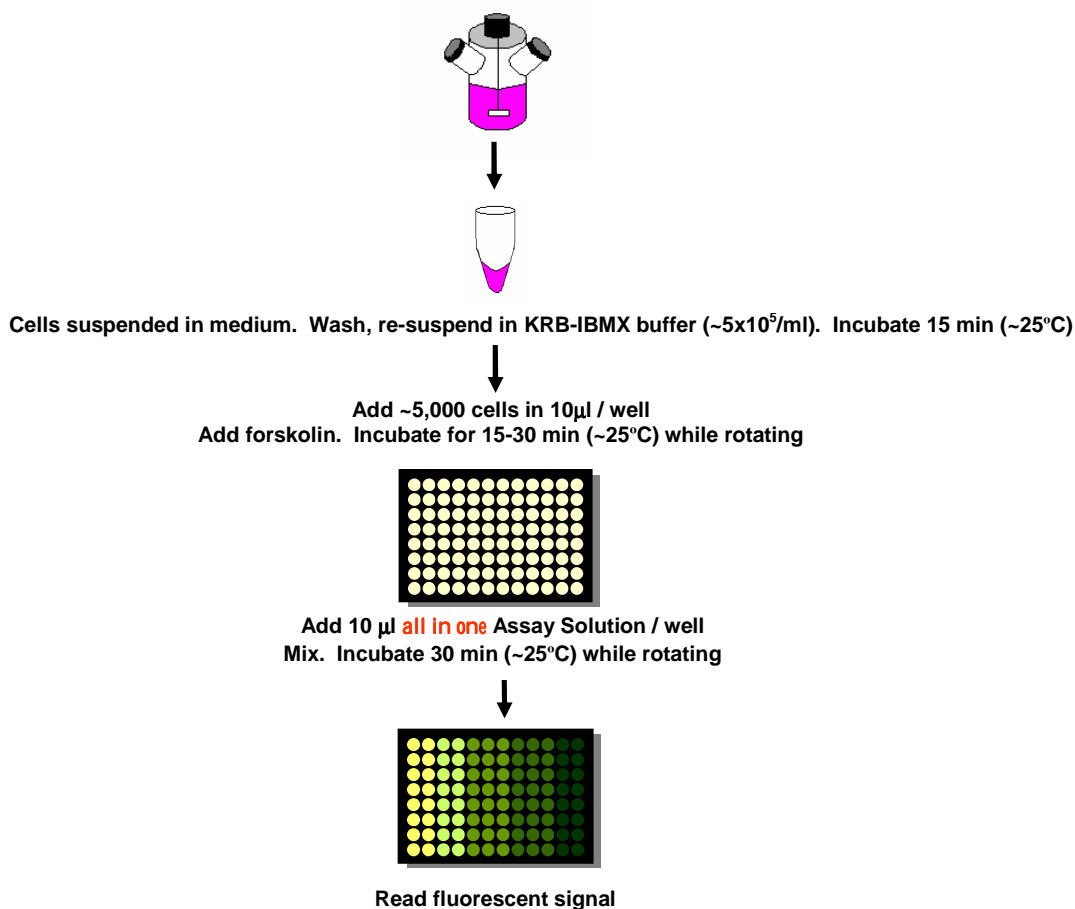 Cells suspended in medium. Wash, re-suspend in KRB-IBMX buffer (~5x10⁵/ml). Incubate 15 min (~25ºC)
Add ~5,000 cells in 10µl / well
Add forskolin. Incubate for 15-30 min (~25ºC) while rotating
Add 10 µl all in one Assay Solution / well
Mix. Incubate 30 min (~25ºC) while rotating
Read fluorescent signal